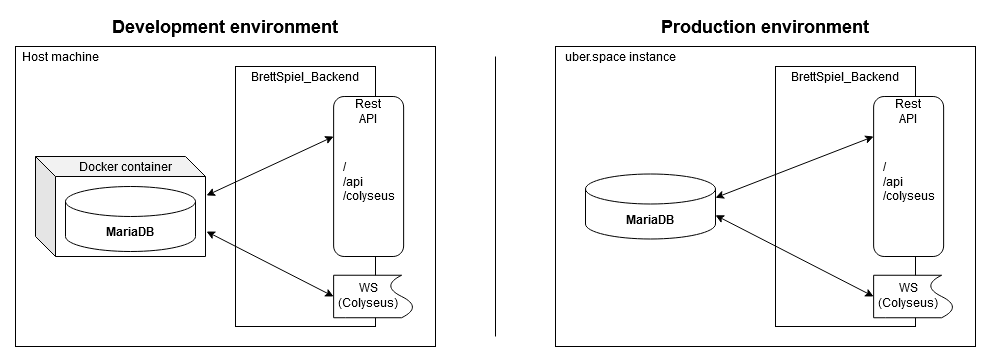 Development environment
Host machine
BrettSpiel_Backend
Rest
API
/
/api
/colyseus
Docker container
MariaDB
WS
(Colyseus)
Production environment
uber.space instance
BrettSpiel_Backend
Rest
API
/
/api
/colyseus
MariaDB
WS
(Colyseus)